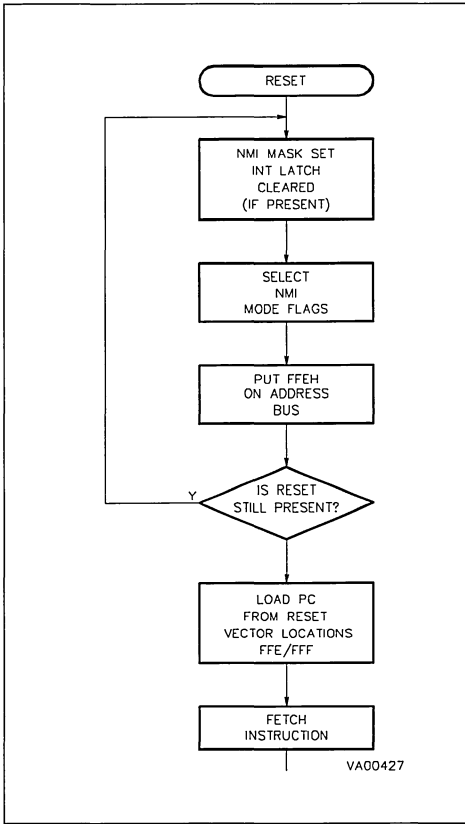 RESET
NMI MASK SET
INT LATCH
CLEARED
(IF PRESENT)
SELECT
NMI
MODE FLAGS
PUT FFEH
ON ADDRESS
BUS
IS RESET
STILL PRESENT?
Y
LOAD PC
FROM RESET
VECTOR LOCATIONS
FFE/FFF
FETCH
INSTRUCTION
VA00427